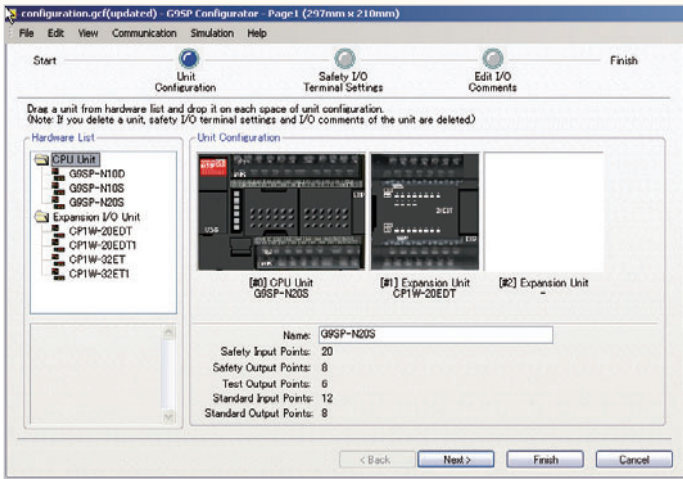 configuration.gcf(updated) - G9SP Configurator - Page1 (297mm x 210mm)
File Edit View Communication Simulation Help
Start Unit Configuration Safety I/O Terminal Settings Edit I/O Comments Finish
Drag a unit from hardware list and drop it on each space of unit configuration.
(Note: If you delete a unit, safety I/O terminal settings and I/O comments of the unit are deleted.)
Hardware List
CPU Unit
G9SP-N10D
G9SP-N10S
G9SP-N20S
Expansion I/O Unit
CP1W-20EDT
CP1W-20EDT1
CP1W-32ET
CP1W-32ET1
Unit Configuration
[#0] CPU Unit
G9SP-N20S
[#1] Expansion Unit
CP1W-20EDT
[#2] Expansion Unit
-
Name: G9SP-N20S
Safety Input Points: 20
Safety Output Points: 8
Test Output Points: 6
Standard Input Points: 12
Standard Output Points: 8
< Back Next > Finish Cancel